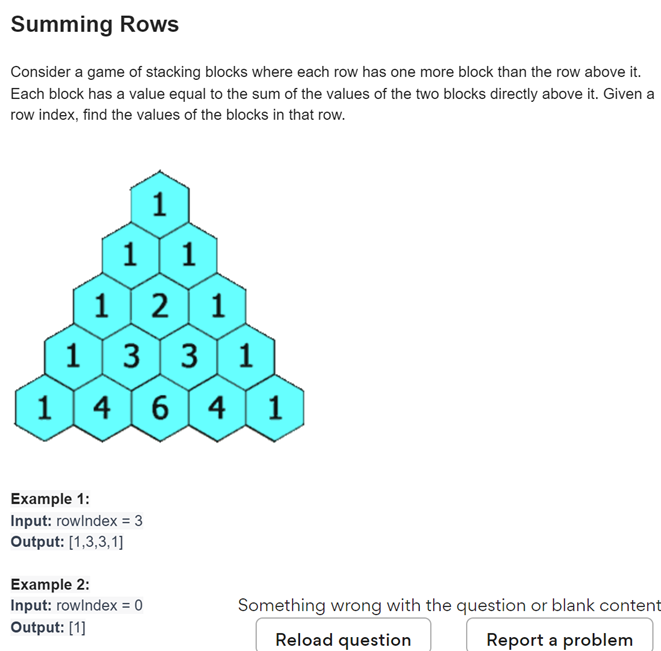 Summing Rows
Consider a game of stacking blocks where each row has one more block than the row above it.
Each block has a value equal to the sum of the values of the two blocks directly above it. Given a
row index, find the values of the blocks in that row.
1
1 1
1 2 1
1 3 3 1
1 4 6 4 1
Example 1:
Input: rowIndex = 3
Output: [1,3,3,1]
Example 2:
Input: rowIndex = 0
Output: [1]
Something wrong with the question or blank content
Reload question
Report a problem